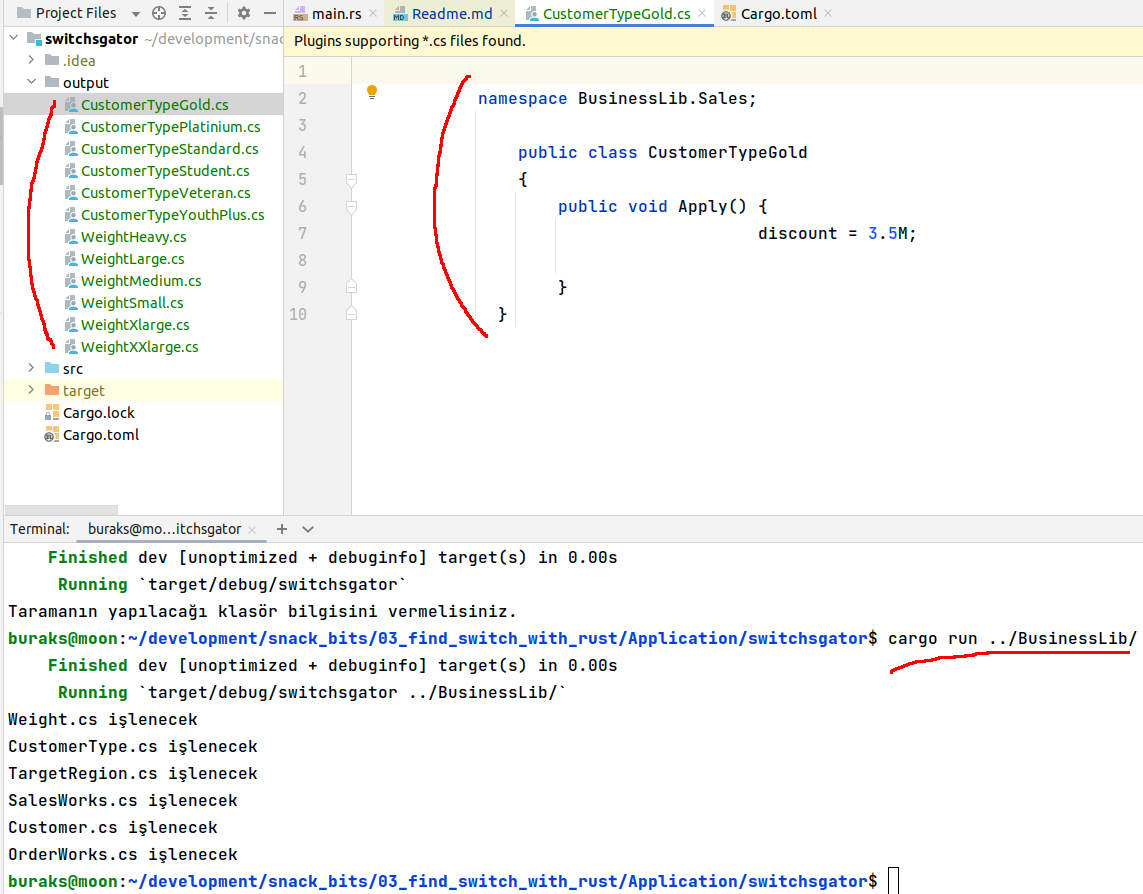 Project Files
main.rs
Readme.md
CustomerTypeGold.cs
Cargo.toml
switchsgator ~/development/snac
.idea
output
CustomerTypeGold.cs
CustomerTypePlatinium.cs
CustomerTypeStandard.cs
CustomerTypeStudent.cs
CustomerTypeVeteran.cs
CustomerTypeYouthPlus.cs
WeightHeavy.cs
WeightLarge.cs
WeightMedium.cs
WeightSmall.cs
WeightXlarge.cs
WeightXXlarge.cs
src
target
Cargo.lock
Cargo.toml
Plugins supporting *.cs files found.
1
2 namespace BusinessLib.Sales;
3
4 public class CustomerTypeGold
5 {
6 public void Apply() {
7 discount = 3.5M;
8
9 }
10 }
Terminal: buraks@mo...itchsgator
Finished dev [unoptimized + debuginfo] target(s) in 0.00s
Running `target/debug/switchsgator`
Taramanın yapılacağı klasör bilgisini vermelisiniz.
buraks@moon:~/development/snack_bits/03_find_switch_with_rust/Application/switchsgator$ cargo run ../BusinessLib/
Finished dev [unoptimized + debuginfo] target(s) in 0.00s
Running `target/debug/switchsgator ../BusinessLib/`
Weight.cs işlenecek
CustomerType.cs işlenecek
TargetRegion.cs işlenecek
SalesWorks.cs işlenecek
Customer.cs işlenecek
OrderWorks.cs işlenecek
buraks@moon:~/development/snack_bits/03_find_switch_with_rust/Application/switchsgator$